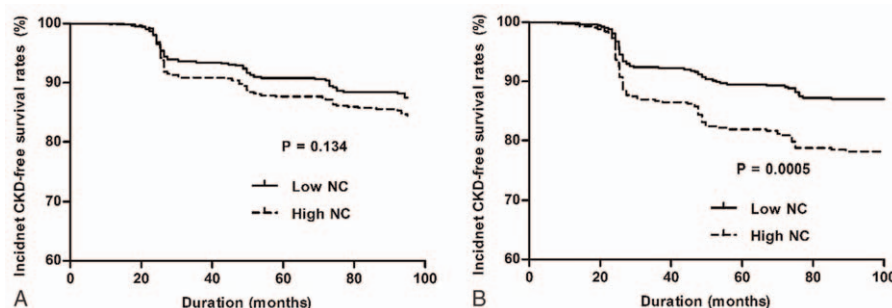 Incidnet CKD-free survival rates (%)
100
90
80
70
60
P = 0.134
Low NC
High NC
0
20
40
60
80
100
Duration (months)
A
Incidnet CKD-free survival rates (%)
100
90
80
70
60
P = 0.0005
Low NC
High NC
0
20
40
60
80
100
Duration (months)
B